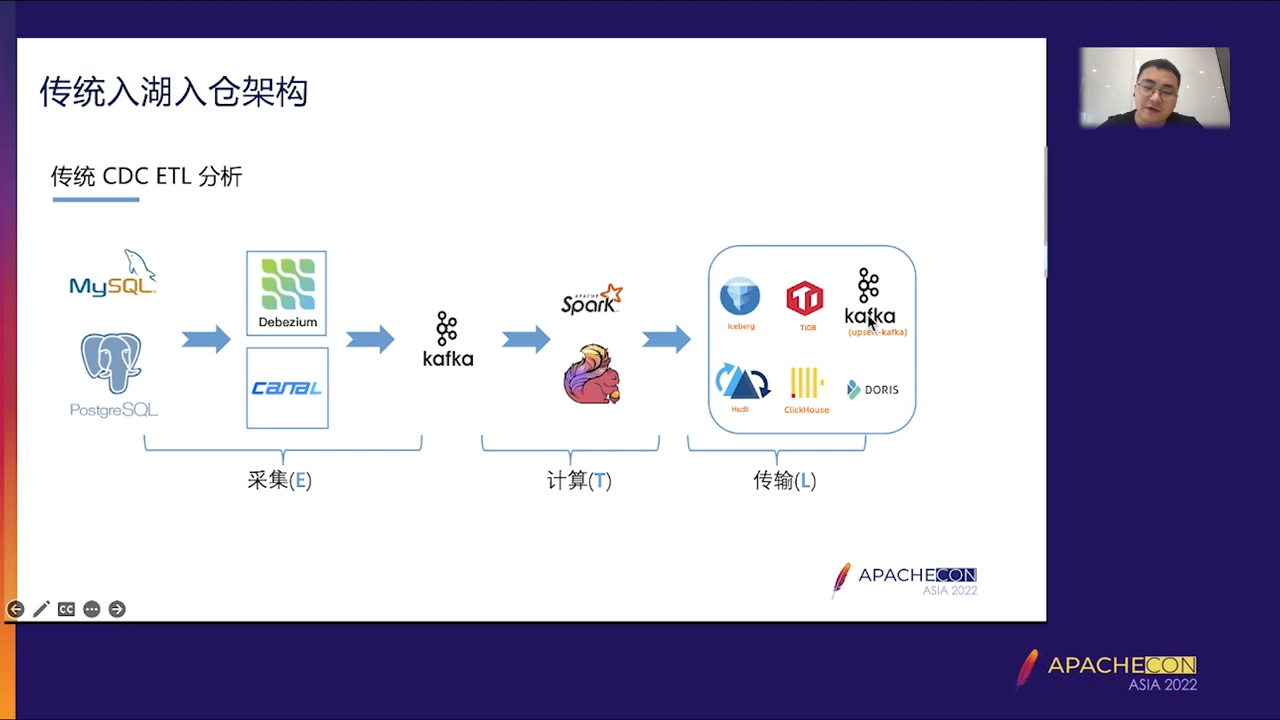 传统入湖入仓架构
传统 CDC ETL 分析
MySQL
PostgreSQL
Debezium
CANAL
kafka
APACHE
Spark
Iceberg
TiDB
kafka
(upsert-kafka)
Hudi
ClickHouse
DORIS
采集(E)
计算(T)
传输(L)
APACHECON
ASIA 2022
CC
APACHECON
ASIA 2022